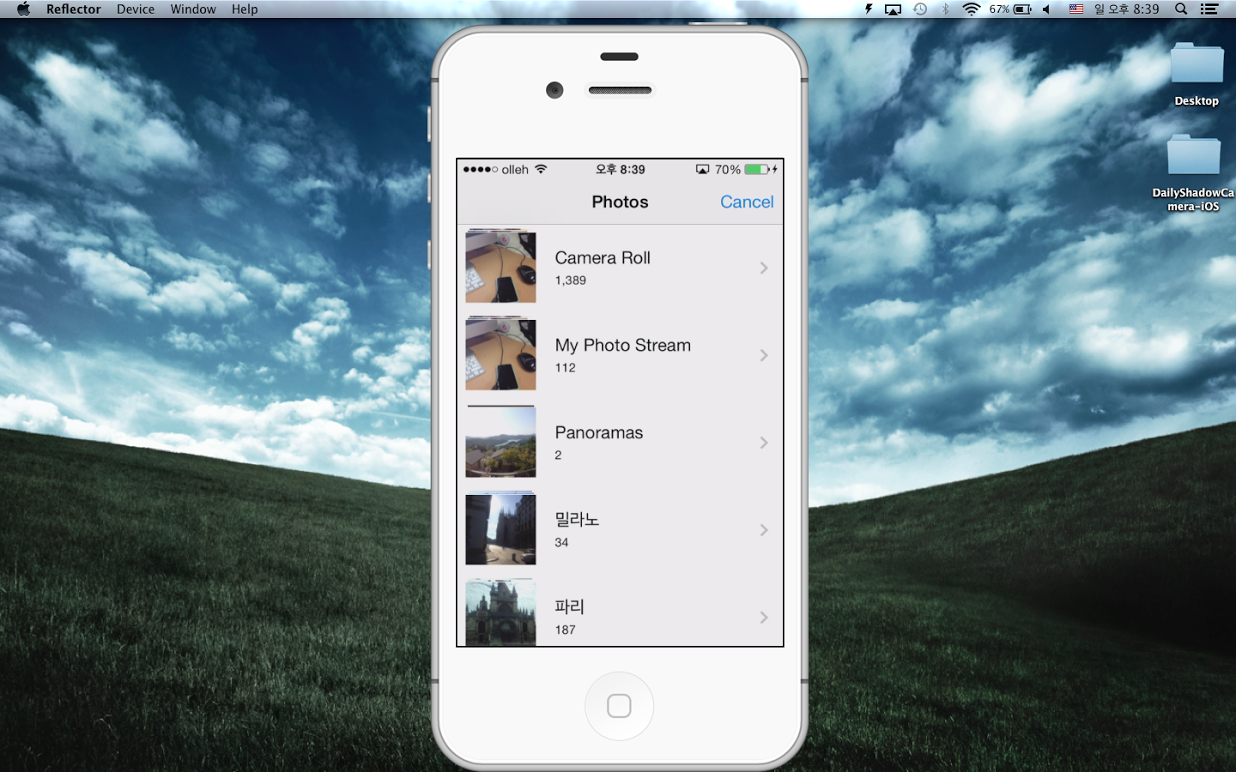 Reflector Device Window Help 67% 일 오후 8:39
Desktop
DailyShadowCa
mera-iOS
olleh 오후 8:39 70%
Photos Cancel
Camera Roll
1,389
My Photo Stream
112
Panoramas
2
밀라노
34
파리
187